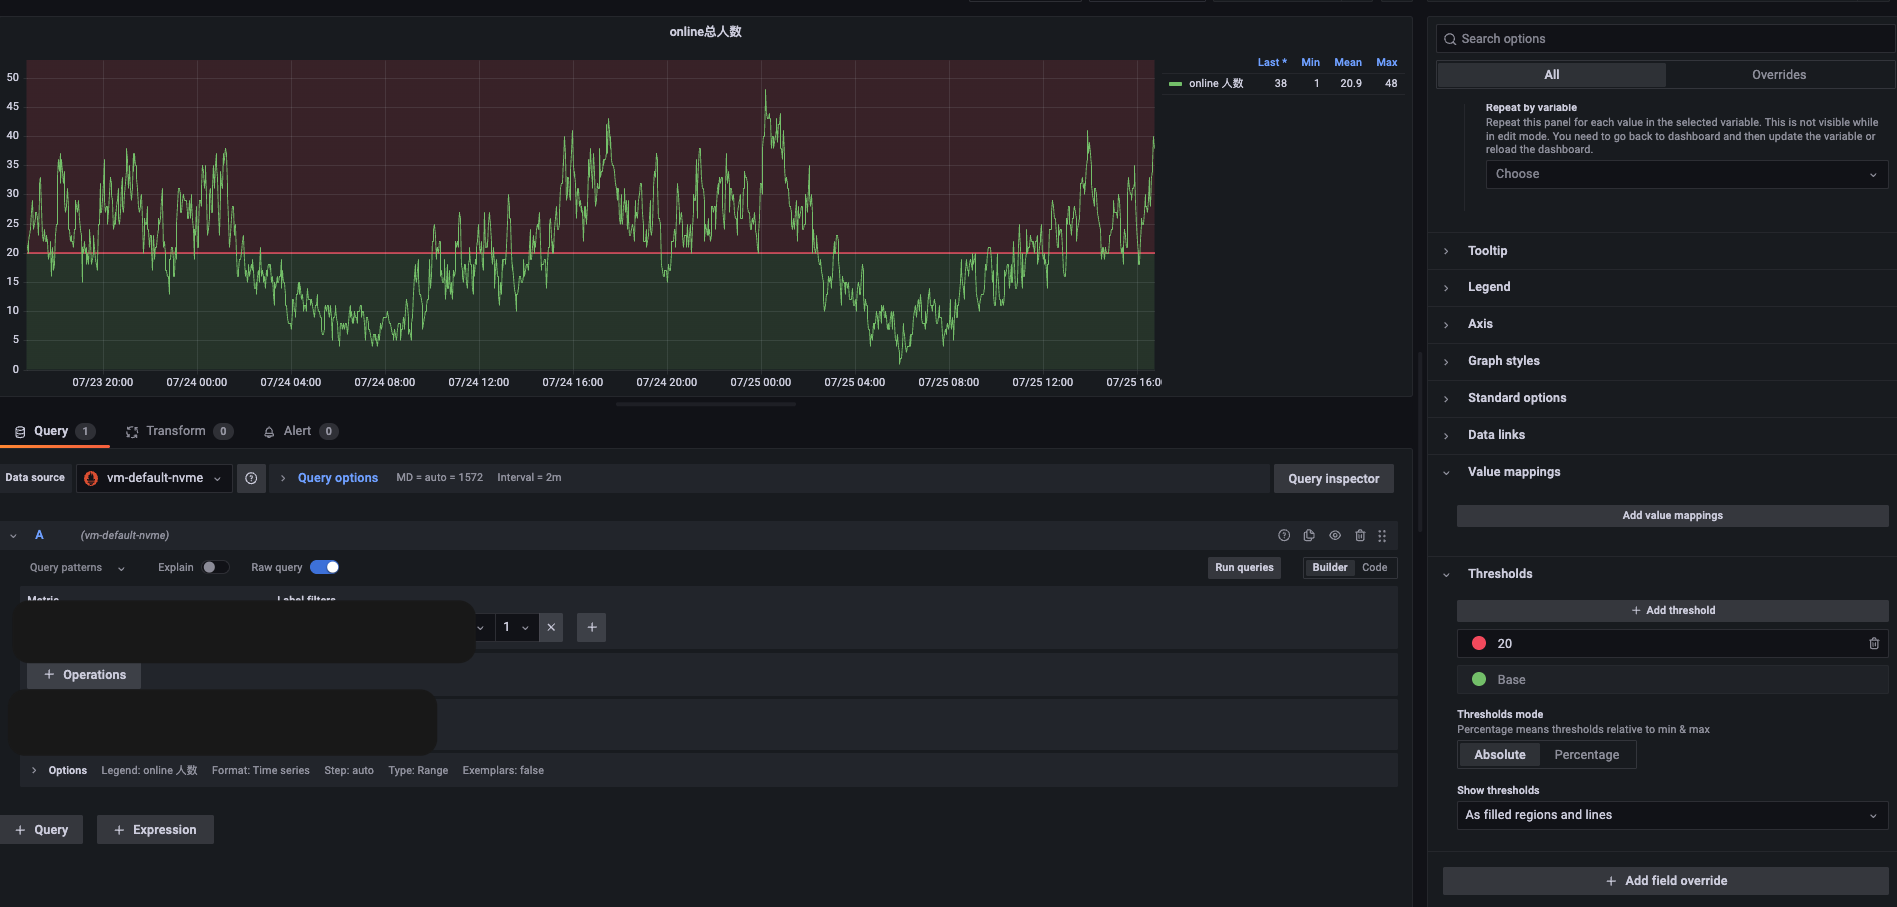 online总人数
50
45
40
35
30
25
20
15
10
5
0
07/23 20:00
07/24 00:00
07/24 04:00
07/24 08:00
07/24 12:00
07/24 16:00
07/24 20:00
07/25 00:00
07/25 04:00
07/25 08:00
07/25 12:00
07/25 16:0
Last * Min Mean Max
online 人数 38 1 20.9 48
Query 1
Transform 0
Alert 0
Data source
vm-default-nvme
Query options
MD = auto = 1572
Interval = 2m
Query inspector
A
(vm-default-nvme)
Query patterns
Explain
Raw query
Run queries
Builder
Code
Metric
Label filters
1
+ Operations
Options
Legend: online 人数
Format: Time series
Step: auto
Type: Range
Exemplars: false
+ Query
+ Expression
Search options
All
Overrides
Repeat by variable
Repeat this panel for each value in the selected variable. This is not visible while
in edit mode. You need to go back to dashboard and then update the variable or
reload the dashboard.
Choose
Tooltip
Legend
Axis
Graph styles
Standard options
Data links
Value mappings
Add value mappings
Thresholds
+ Add threshold
20
Base
Thresholds mode
Percentage means thresholds relative to min & max
Absolute
Percentage
Show thresholds
As filled regions and lines
+ Add field override